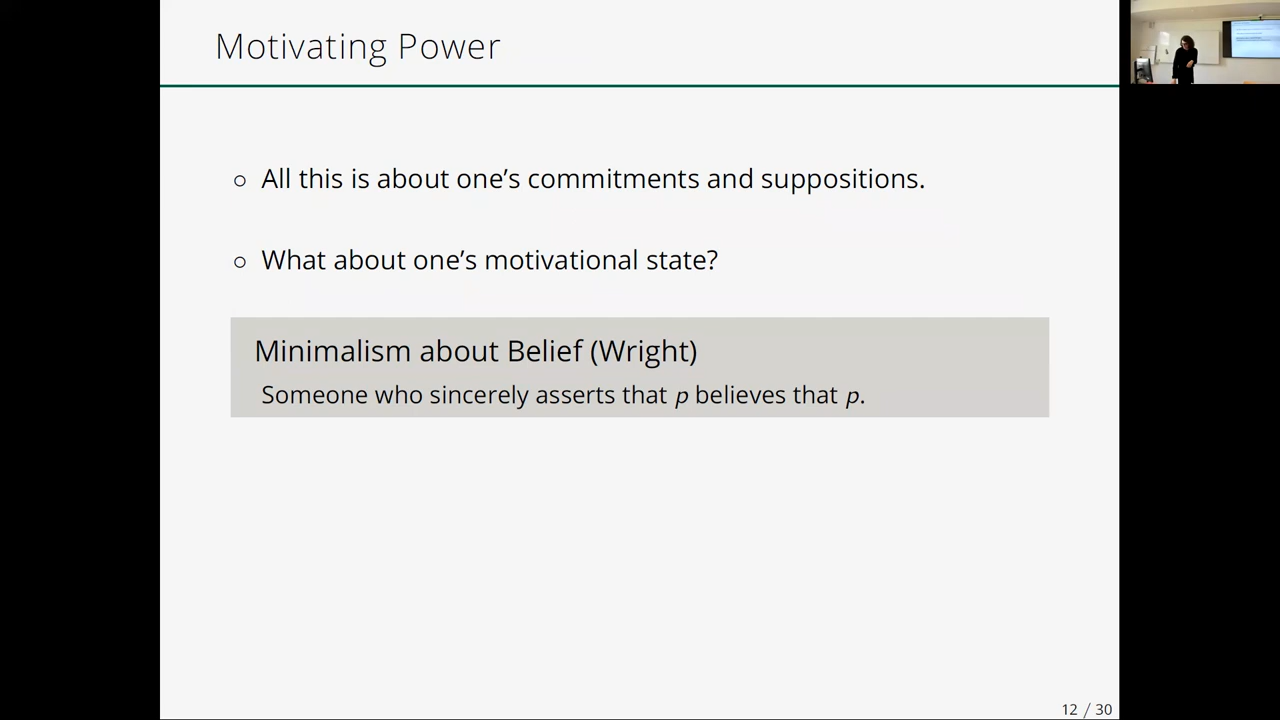 Motivating Power
○ All this is about one’s commitments and suppositions.
○ What about one’s motivational state?
Minimalism about Belief (Wright)
Someone who sincerely asserts that p believes that p.
12 / 30